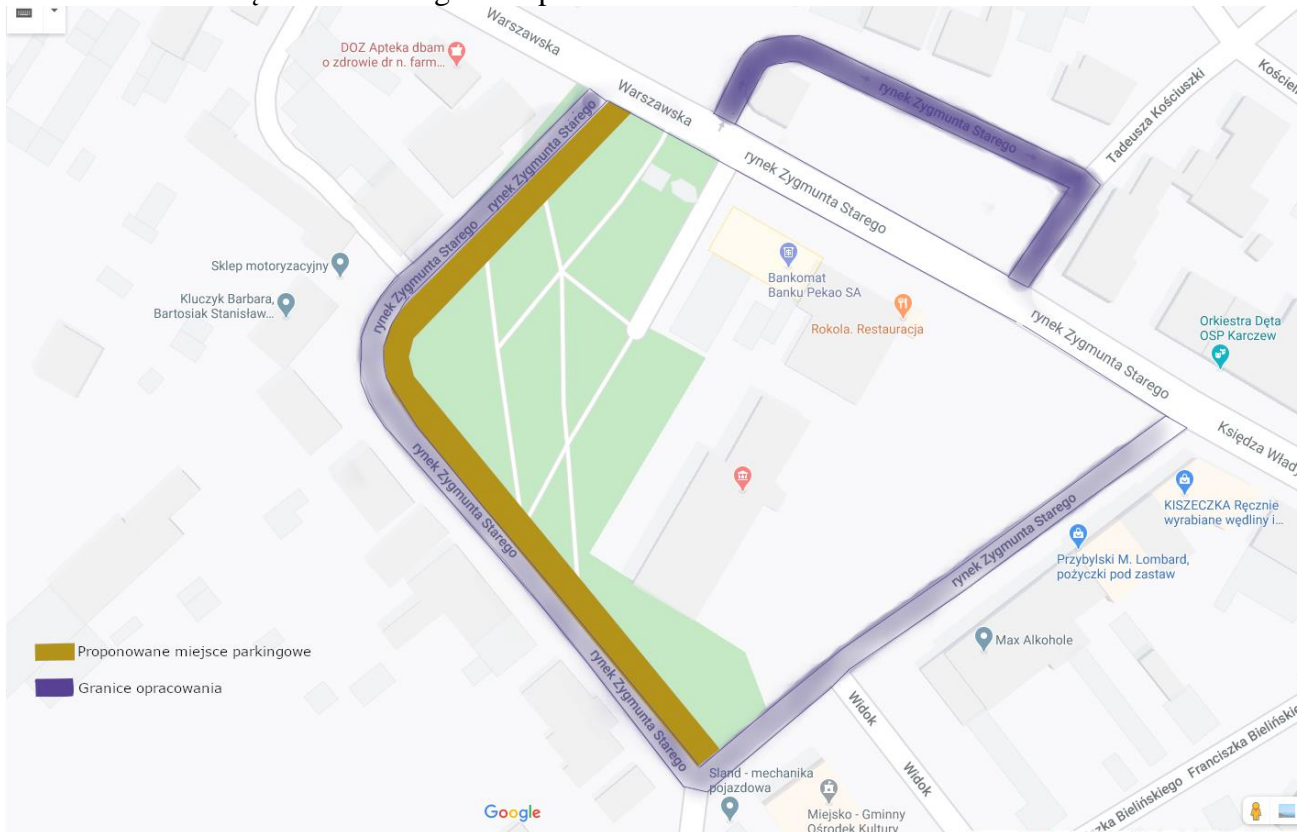 Warszawska
DOZ Apteka dbam
o zdrowie dr n. farm...
Warszawska
rynek Zygmunta Starego
rynek Zygmunta Starego
Tadeusza Kościuszki
rynek Zygmunta Starego
rynek Zygmunta Starego
rynek Zygmunta Starego
Sklep motoryzacyjny
Kluczyk Barbara,
Bartosiak Stanisław...
rynek Zygmunta Starego
Bankomat
Banku Pekao SA
Rokola. Restauracja
rynek Zygmunta Starego
Orkiestra Dęta
OSP Karczew
Księdza Wład
KISZECZKA Ręcznie
wyrabiane wędliny i...
rynek Zygmunta Starego
rynek Zygmunta Starego
Przybylski M. Lombard,
pożyczki pod zastaw
Max Alkohole
Proponowane miejsce parkingowe
Granice opracowania
rynek Zygmunta Starego
Widok
Widok
Franciszka Bielińskie
zka Bielińskiego
Sland - mechanika
pojazdowa
Miejsko - Gminny
Ośrodek Kultury
Google